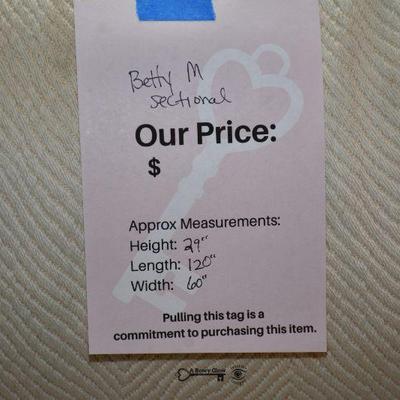 Betty M
sectional
Our Price:
$
Approx Measurements:
Height: 29"
Length: 120"
Width: 60"
Pulling this tag is a
commitment to purchasing this item.